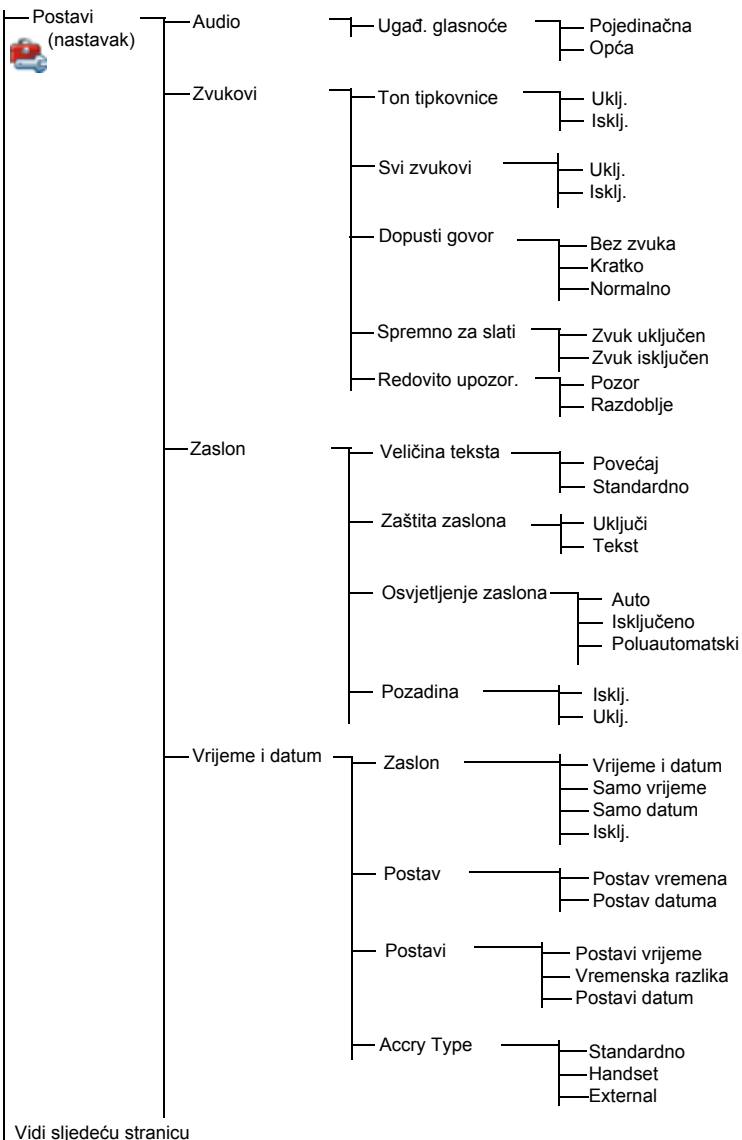 Postavi
(nastavak)
Audio
Ugađ. glasnoće
Pojedinačna
Opća
Zvukovi
Ton tipkovnice
Uklj.
Isklj.
Svi zvukovi
Uklj.
Isklj.
Dopusti govor
Bez zvuka
Kratko
Normalno
Spremno za slati
Zvuk uključen
Zvuk isključen
Redovito upozor.
Pozor
Razdoblje
Zaslon
Veličina teksta
Povećaj
Standardno
Zaštita zaslona
Uključi
Tekst
Osvjetljenje zaslona
Auto
Isključeno
Poluautomatski
Pozadina
Isklj.
Uklj.
Vrijeme i datum
Zaslon
Vrijeme i datum
Samo vrijeme
Samo datum
Isklj.
Postav
Postav vremena
Postav datuma
Postavi
Postavi vrijeme
Vremenska razlika
Postavi datum
Accry Type
Standardno
Handset
External
Vidi sljedeću stranicu